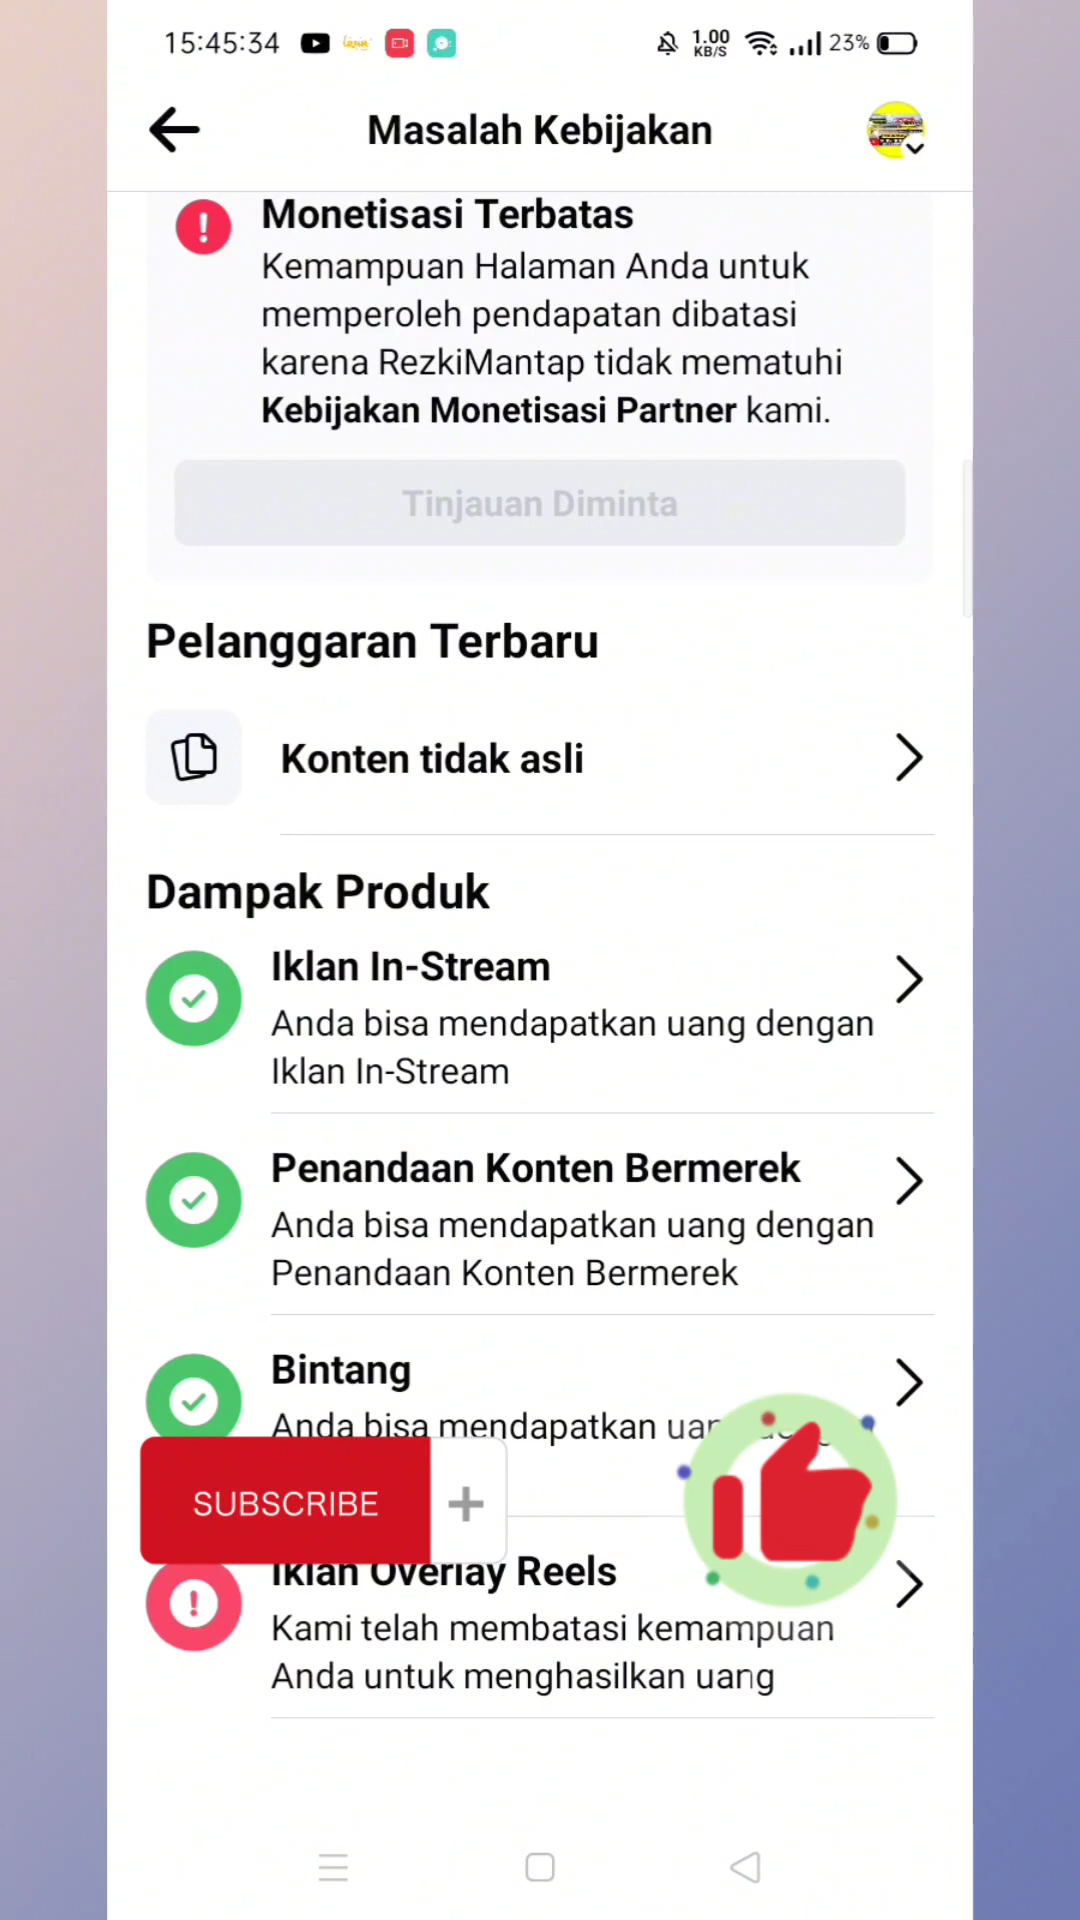 15:45:34
1.00
KB/S
23%
Masalah Kebijakan
Monetisasi Terbatas
Kemampuan Halaman Anda untuk
memperoleh pendapatan dibatasi
karena RezkiMantap tidak mematuhi
Kebijakan Monetisasi Partner kami.
Tinjauan Diminta
Pelanggaran Terbaru
Konten tidak asli
Dampak Produk
Iklan In-Stream
Anda bisa mendapatkan uang dengan
Iklan In-Stream
Penandaan Konten Bermerek
Anda bisa mendapatkan uang dengan
Penandaan Konten Bermerek
Bintang
Anda bisa mendapatkan
SUBSCRIBE
+
Iklan Overlay Reels
Kami telah membatasi kemampuan
Anda untuk menghasilkan uang